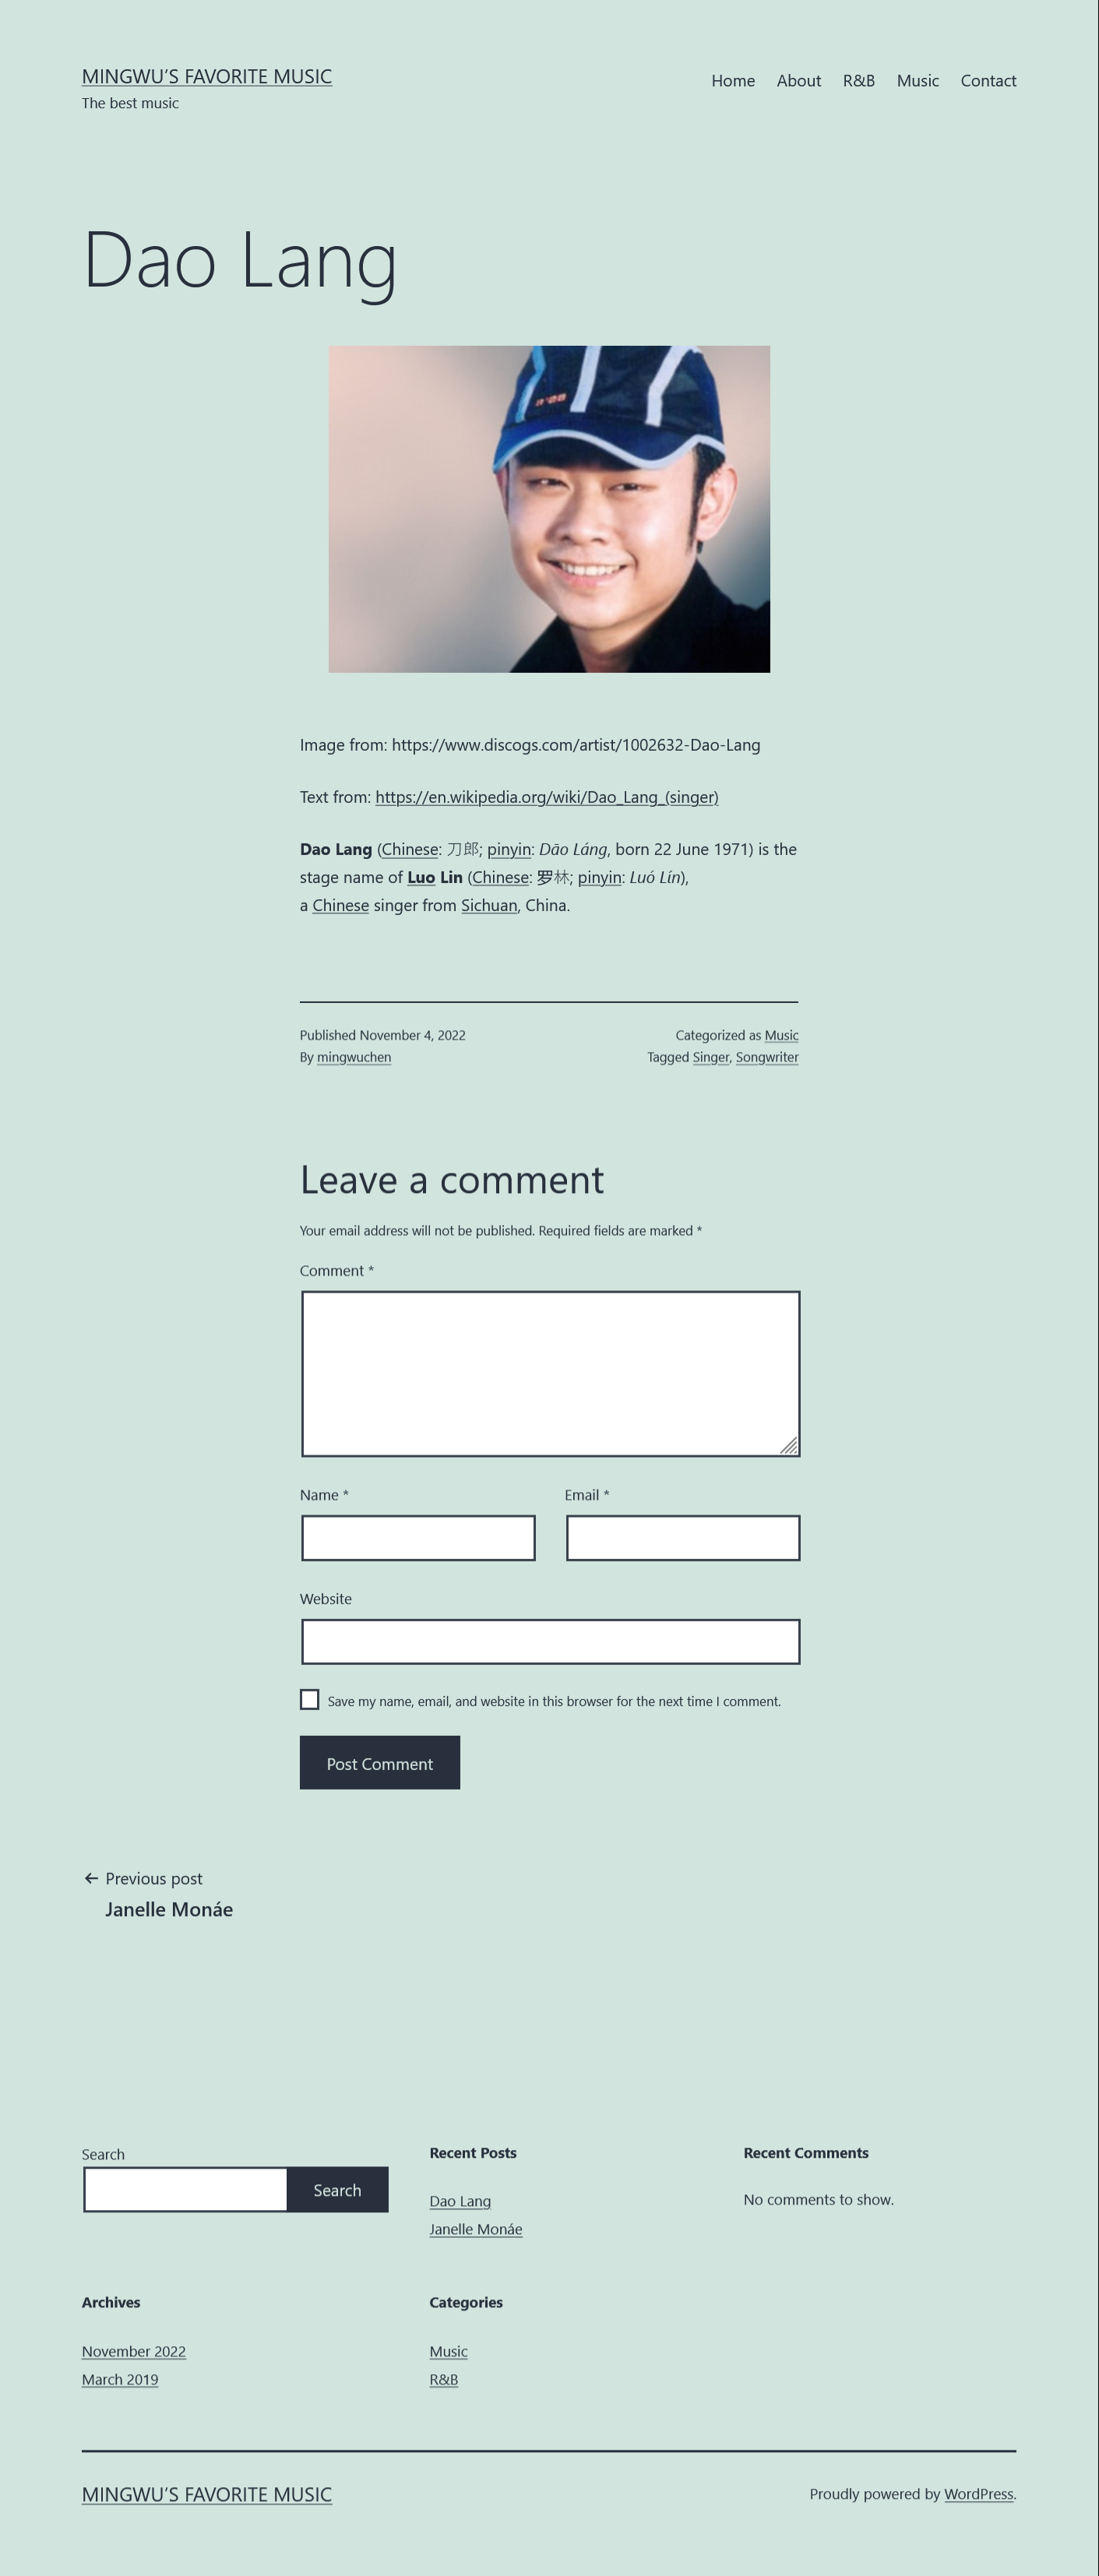 MINGWU’S FAVORITE MUSIC
The best music
Home About R&B Music Contact
Dao Lang
Image from: https://www.discogs.com/artist/1002632-Dao-Lang
Text from: https://en.wikipedia.org/wiki/Dao_Lang_(singer)
Dao Lang (Chinese: 刀郎; pinyin: Dāo Láng, born 22 June 1971) is the
stage name of Luo Lin (Chinese: 罗林; pinyin: Luó Lín),
a Chinese singer from Sichuan, China.
Published November 4, 2022
By mingwuchen
Categorized as Music
Tagged Singer, Songwriter
Leave a comment
Your email address will not be published. Required fields are marked *
Comment *
Name *
Email *
Website
Save my name, email, and website in this browser for the next time I comment.
Post Comment
← Previous post
Janelle Monáe
Search
Search
Recent Posts
Dao Lang
Janelle Monáe
Recent Comments
No comments to show.
Archives
November 2022
March 2019
Categories
Music
R&B
MINGWU’S FAVORITE MUSIC
Proudly powered by WordPress.